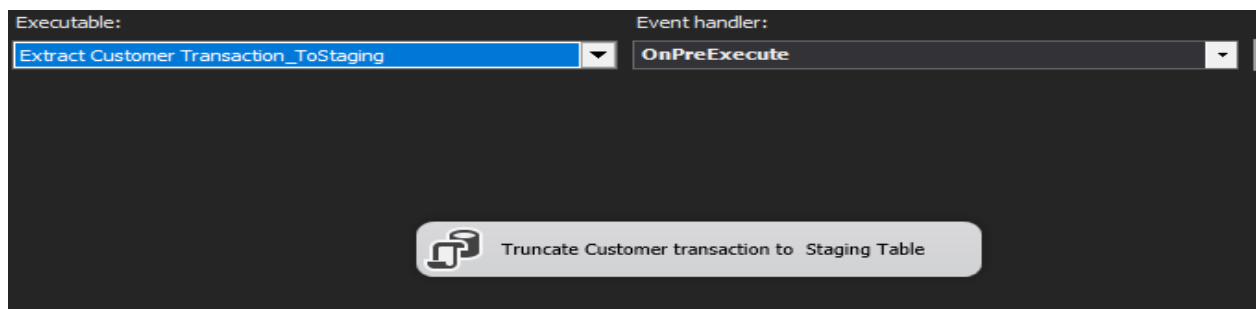 Executable:
Event handler:
Extract Customer Transaction_ToStaging
OnPreExecute
Truncate Customer transaction to  Staging Table